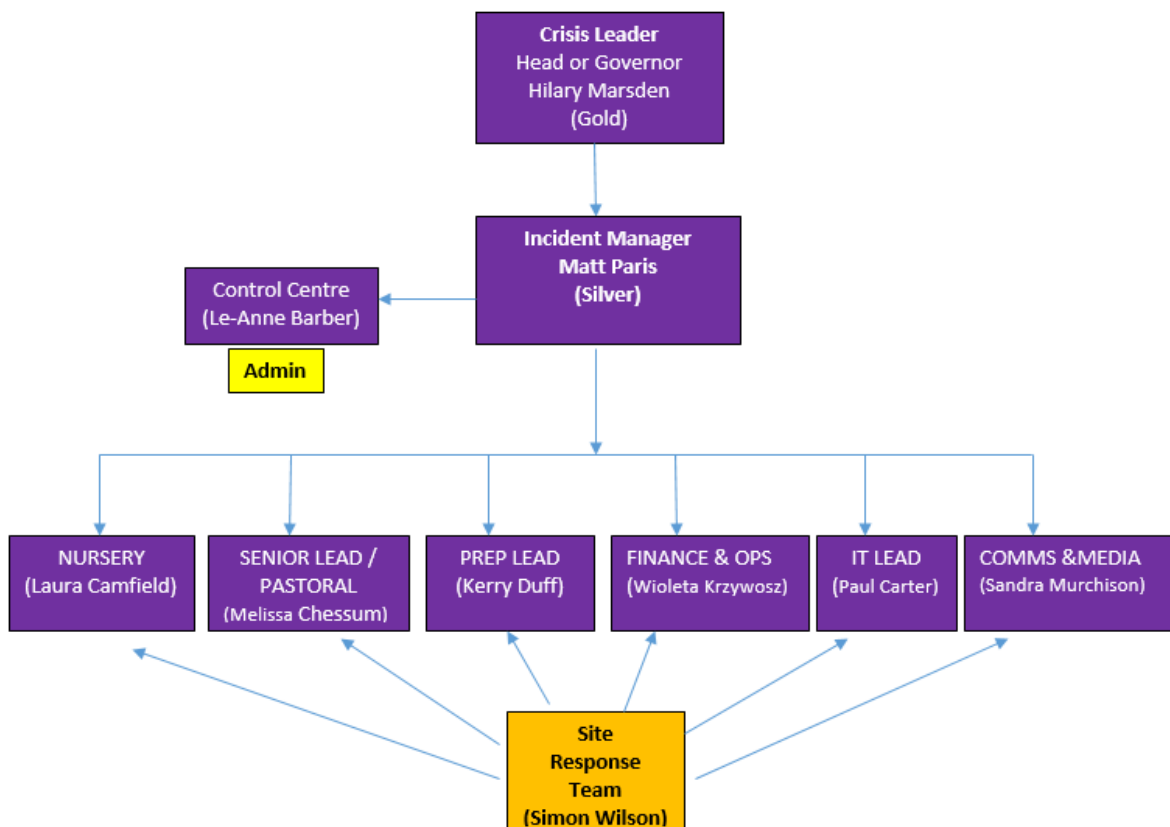 Crisis Leader
Head or Governor
Hilary Marsden
(Gold)
Incident Manager
Matt Paris
(Silver)
Control Centre
(Le-Anne Barber)
Admin
NURSERY
(Laura Camfield)
SENIOR LEAD /
PASTORAL
(Melissa Chessum)
PREP LEAD
(Kerry Duff)
FINANCE & OPS
(Wioleta Krzywosz)
IT LEAD
(Paul Carter)
COMMS &MEDIA
(Sandra Murchison)
Site
Response
Team
(Simon Wilson)